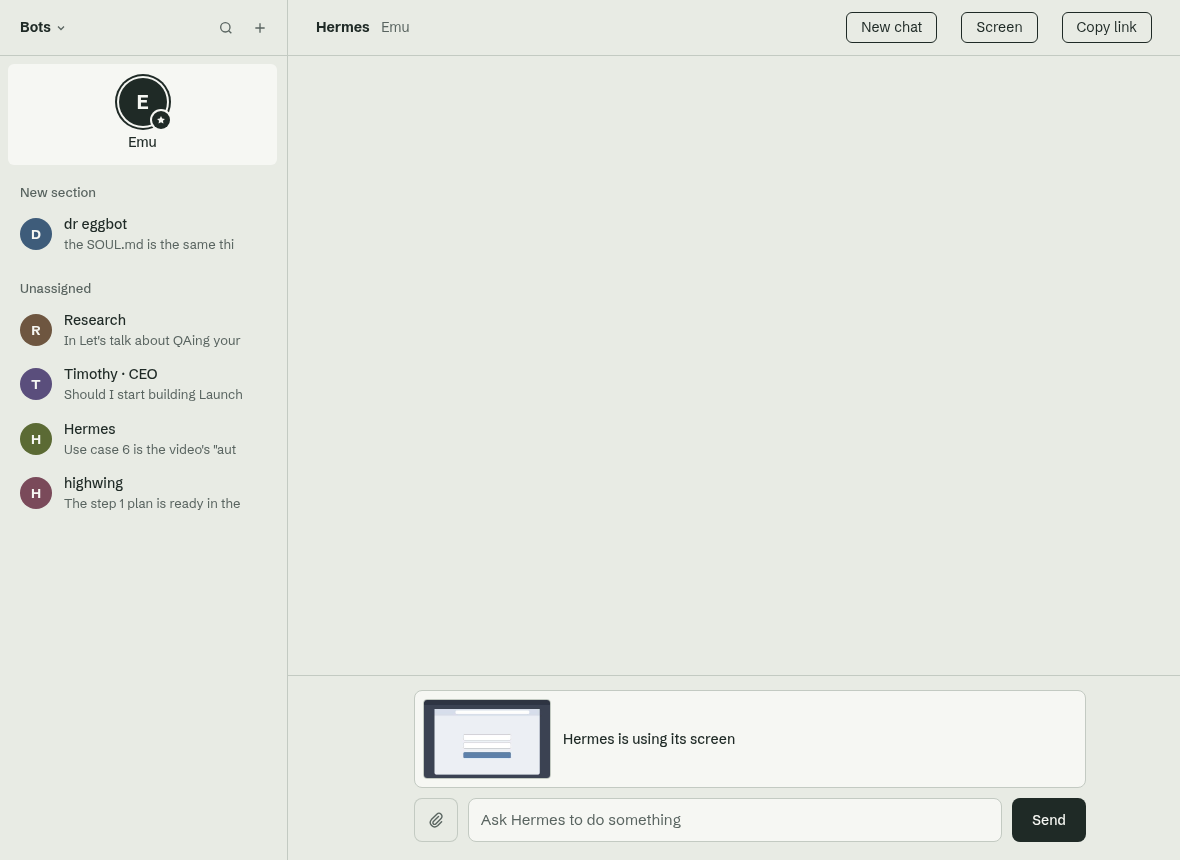 Bots
E
Emu
New section
D
dr eggbot
the SOUL.md is the same thi
Unassigned
R
Research
In Let's talk about QAing your
T
Timothy · CEO
Should I start building Launch
H
Hermes
Use case 6 is the video's "aut
H
highwing
The step 1 plan is ready in the
Hermes Emu
New chat
Screen
Copy link
Hermes is using its screen
Ask Hermes to do something
Send